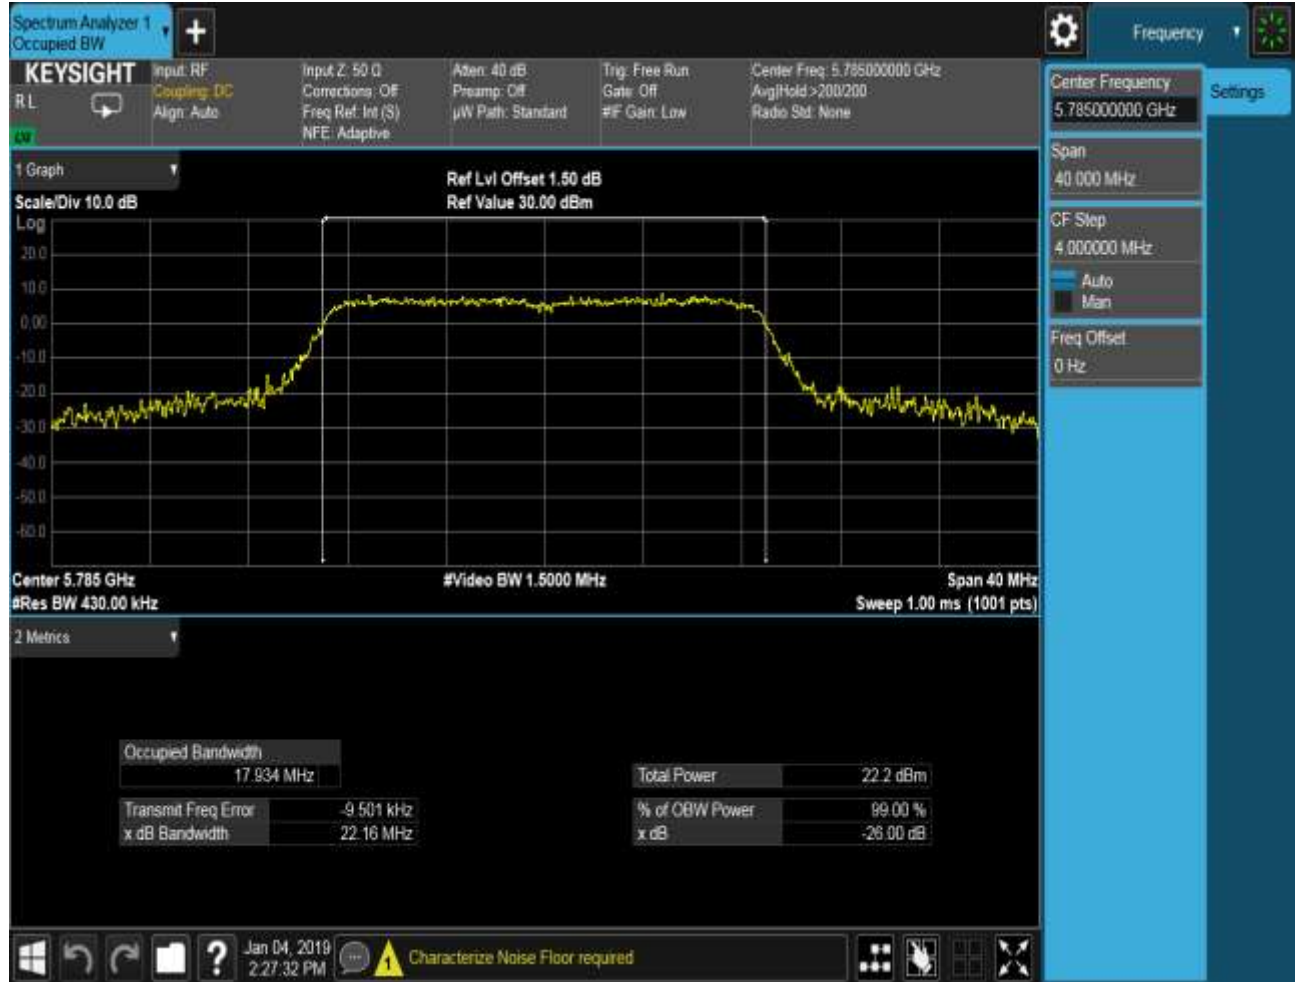 Spectrum Analyzer 1
Occupied BW
Frequency
KEYSIGHT
RL
Input: RF
Coupling: DC
Align: Auto
Input Z: 50 Ω
Corrections: Off
Freq Ref: Int (S)
NFE: Adaptive
Atten: 40 dB
Preamp: Off
µW Path: Standard
Trig: Free Run
Gate: Off
#IF Gain: Low
Center Freq: 5.785000000 GHz
Avg|Hold:>200/200
Radio Std: None
Center Frequency
5.785000000 GHz
Settings
Span
40.000 MHz
CF Step
4.000000 MHz
Auto
Man
Freq Offset
0 Hz
1 Graph
Scale/Div 10.0 dB
Ref Lvl Offset 1.50 dB
Ref Value 30.00 dBm
Log
20.0
10.0
0.00
-10.0
-20.0
-30.0
-40.0
-50.0
-60.0
Center 5.785 GHz
#Video BW 1.5000 MHz
Span 40 MHz
#Res BW 430.00 kHz
Sweep 1.00 ms (1001 pts)
2 Metrics
Occupied Bandwidth
17.934 MHz
Total Power 22.2 dBm
Transmit Freq Error -9.501 kHz
% of OBW Power 99.00 %
x dB Bandwidth 22.16 MHz
x dB -26.00 dB
?
Jan 04, 2019
2:27:32 PM
1
Characterize Noise Floor required